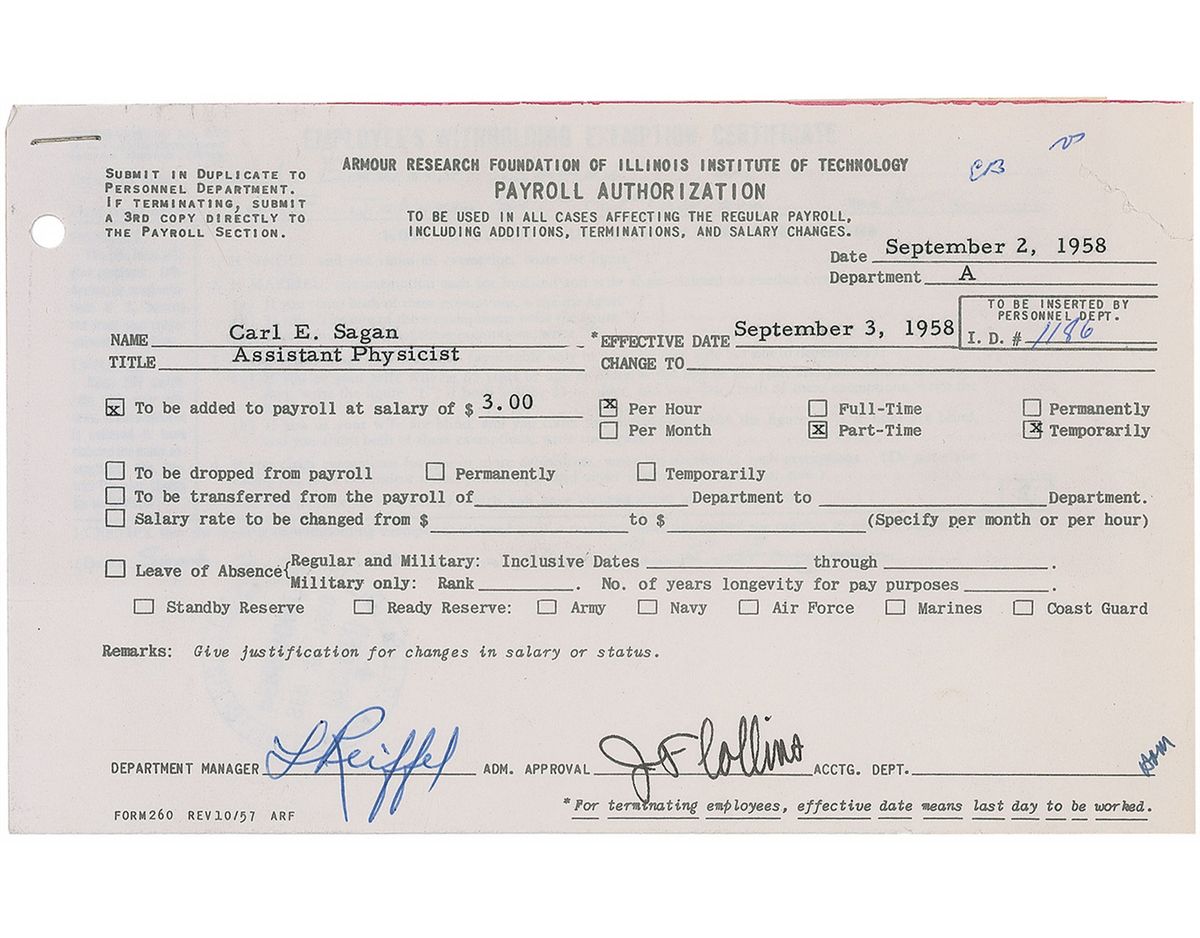 ARMOUR RESEARCH FOUNDATION OF ILLINOIS INSTITUTE OF TECHNOLOGY
PAYROLL AUTHORIZATION
TO BE USED IN ALL CASES AFFECTING THE REGULAR PAYROLL,
INCLUDING ADDITIONS, TERMINATIONS, AND SALARY CHANGES.
SUBMIT IN DUPLICATE TO
PERSONNEL DEPARTMENT.
IF TERMINATING, SUBMIT
A 3RD COPY DIRECTLY TO
THE PAYROLL SECTION.
Date September 2, 1958
Department A
TO BE INSERTED BY
PERSONNEL DEPT.
I. D. # 1186
NAME Carl E. Sagan *EFFECTIVE DATE September 3, 1958
TITLE Assistant Physicist CHANGE TO
x To be added to payroll at salary of $ 3.00 x Per Hour Full-Time Permanently
Per Month x Part-Time x Temporarily
To be dropped from payroll Permanently Temporarily
To be transferred from the payroll of Department to Department.
Salary rate to be changed from $ to $ (Specify per month or per hour)
Leave of Absence{ Regular and Military: Inclusive Dates through .
Military only: Rank . No. of years longevity for pay purposes .
Standby Reserve Ready Reserve: Army Navy Air Force Marines Coast Guard
Remarks: Give justification for changes in salary or status.
DEPARTMENT MANAGER L Reiffel ADM. APPROVAL J F Collins ACCTG. DEPT.
*For terminating employees, effective date means last day to be worked.
FORM260 REV10/57 ARF